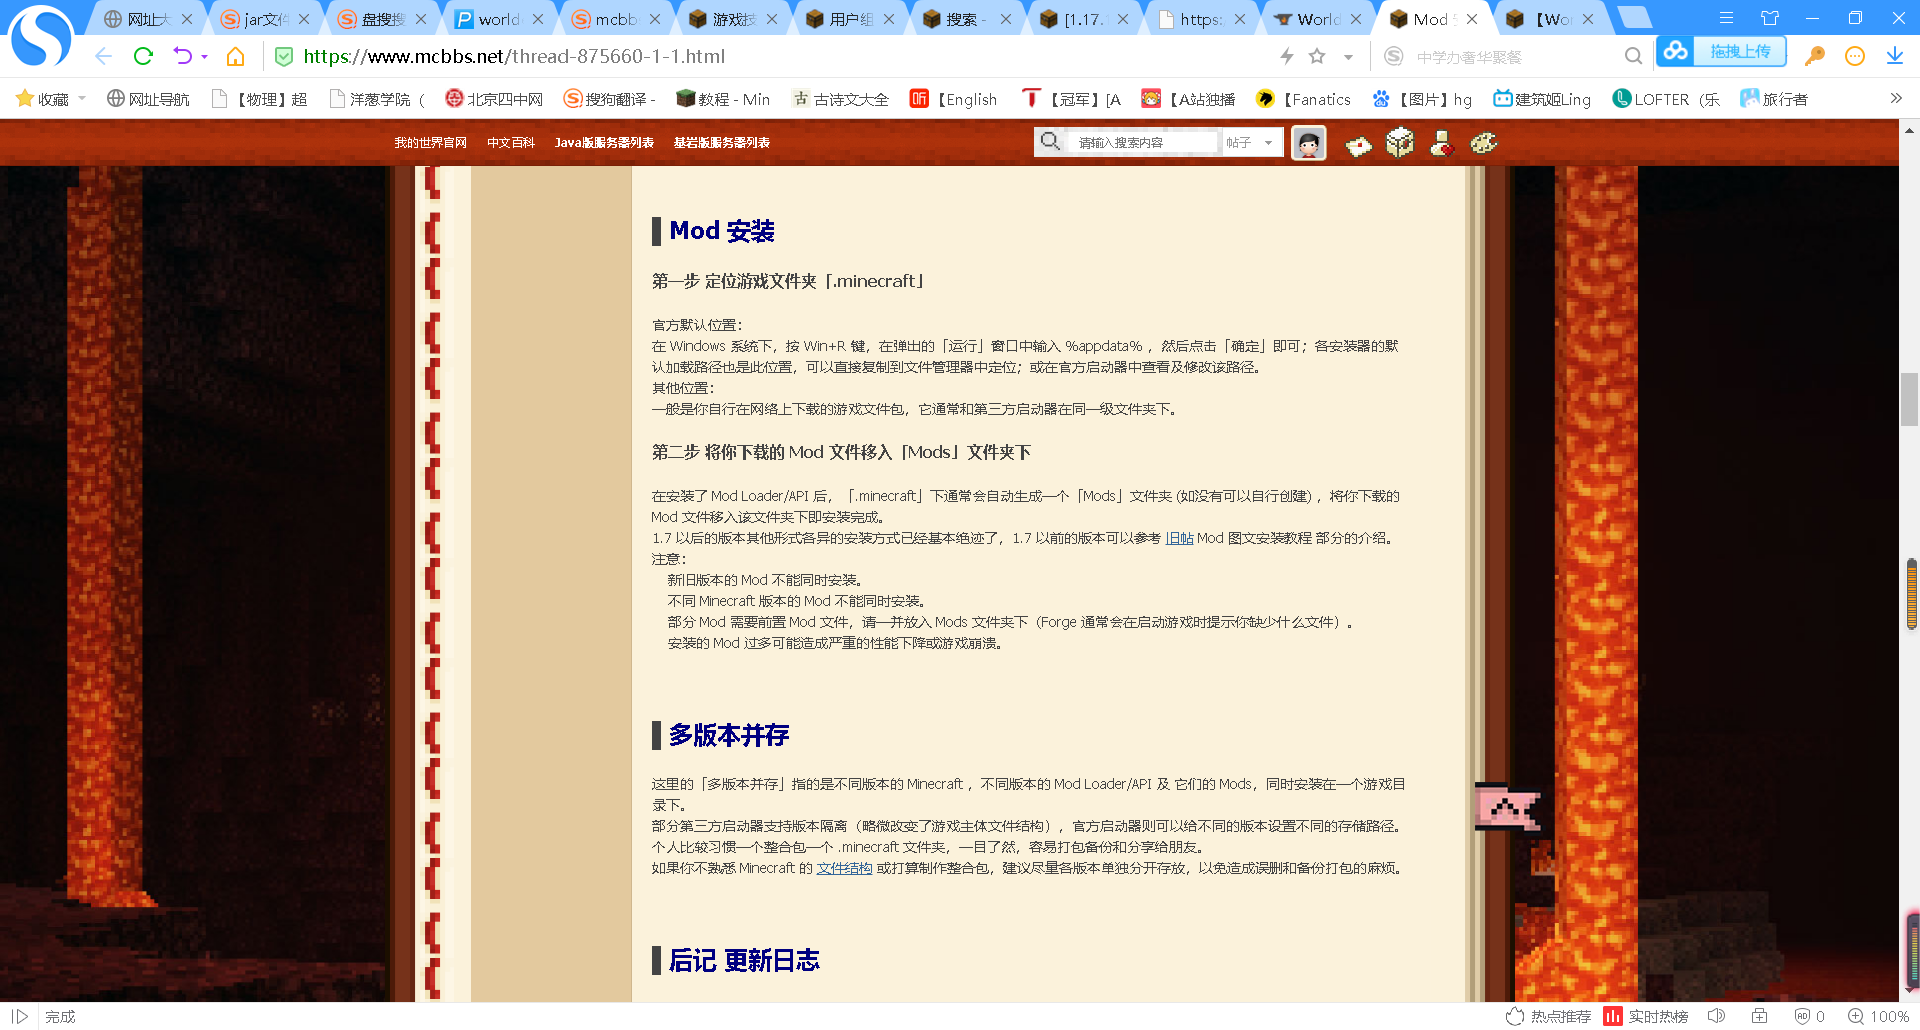 网址大
jar文件
盘搜搜
world
mcbb
游戏技
用户组
搜索 -
[1.17.
https:
World
Mod
【Wo
https://www.mcbbs.net/thread-875660-1-1.html
中学办奢华聚餐
拖拽上传
收藏
网址导航
【物理】超
洋葱学院（
北京四中网
搜狗翻译 -
教程 - Min
古诗文大全
【English
【冠军】[A
【A站独播
【Fanatics
【图片】hg
建筑姬Ling
LOFTER（乐
旅行者
我的世界官网 中文百科 Java版服务器列表 基岩版服务器列表
请输入搜索内容 帖子
Mod 安装
第一步 定位游戏文件夹「.minecraft」
官方默认位置：
在 Windows 系统下，按 Win+R 键，在弹出的「运行」窗口中输入 %appdata% ，然后点击「确定」即可；各安装器的默
认加载路径也是此位置，可以直接复制到文件管理器中定位；或在官方启动器中查看及修改该路径。
其他位置：
一般是你自行在网络上下载的游戏文件包，它通常和第三方启动器在同一级文件夹下。
第二步 将你下载的 Mod 文件移入「Mods」文件夹下
在安装了 Mod Loader/API 后，「.minecraft」下通常会自动生成一个「Mods」文件夹 (如没有可以自行创建) ，将你下载的
Mod 文件移入该文件夹下即安装完成。
1.7 以后的版本其他形式各异的安装方式已经基本绝迹了，1.7 以前的版本可以参考 旧帖 Mod 图文安装教程 部分的介绍。
注意：
新旧版本的 Mod 不能同时安装。
不同 Minecraft 版本的 Mod 不能同时安装。
部分 Mod 需要前置 Mod 文件，请一并放入 Mods 文件夹下（Forge 通常会在启动游戏时提示你缺少什么文件）。
安装的 Mod 过多可能造成严重的性能下降或游戏崩溃。
多版本并存
这里的「多版本并存」指的是不同版本的 Minecraft ，不同版本的 Mod Loader/API 及 它们的 Mods，同时安装在一个游戏目
录下。
部分第三方启动器支持版本隔离（略微改变了游戏主体文件结构），官方启动器则可以给不同的版本设置不同的存储路径。
个人比较习惯一个整合包一个 .minecraft 文件夹，一目了然，容易打包备份和分享给朋友。
如果你不熟悉 Minecraft 的 文件结构 或打算制作整合包，建议尽量各版本单独分开存放，以免造成误删和备份打包的麻烦。
后记 更新日志
完成
热点推荐
实时热榜
0
100%